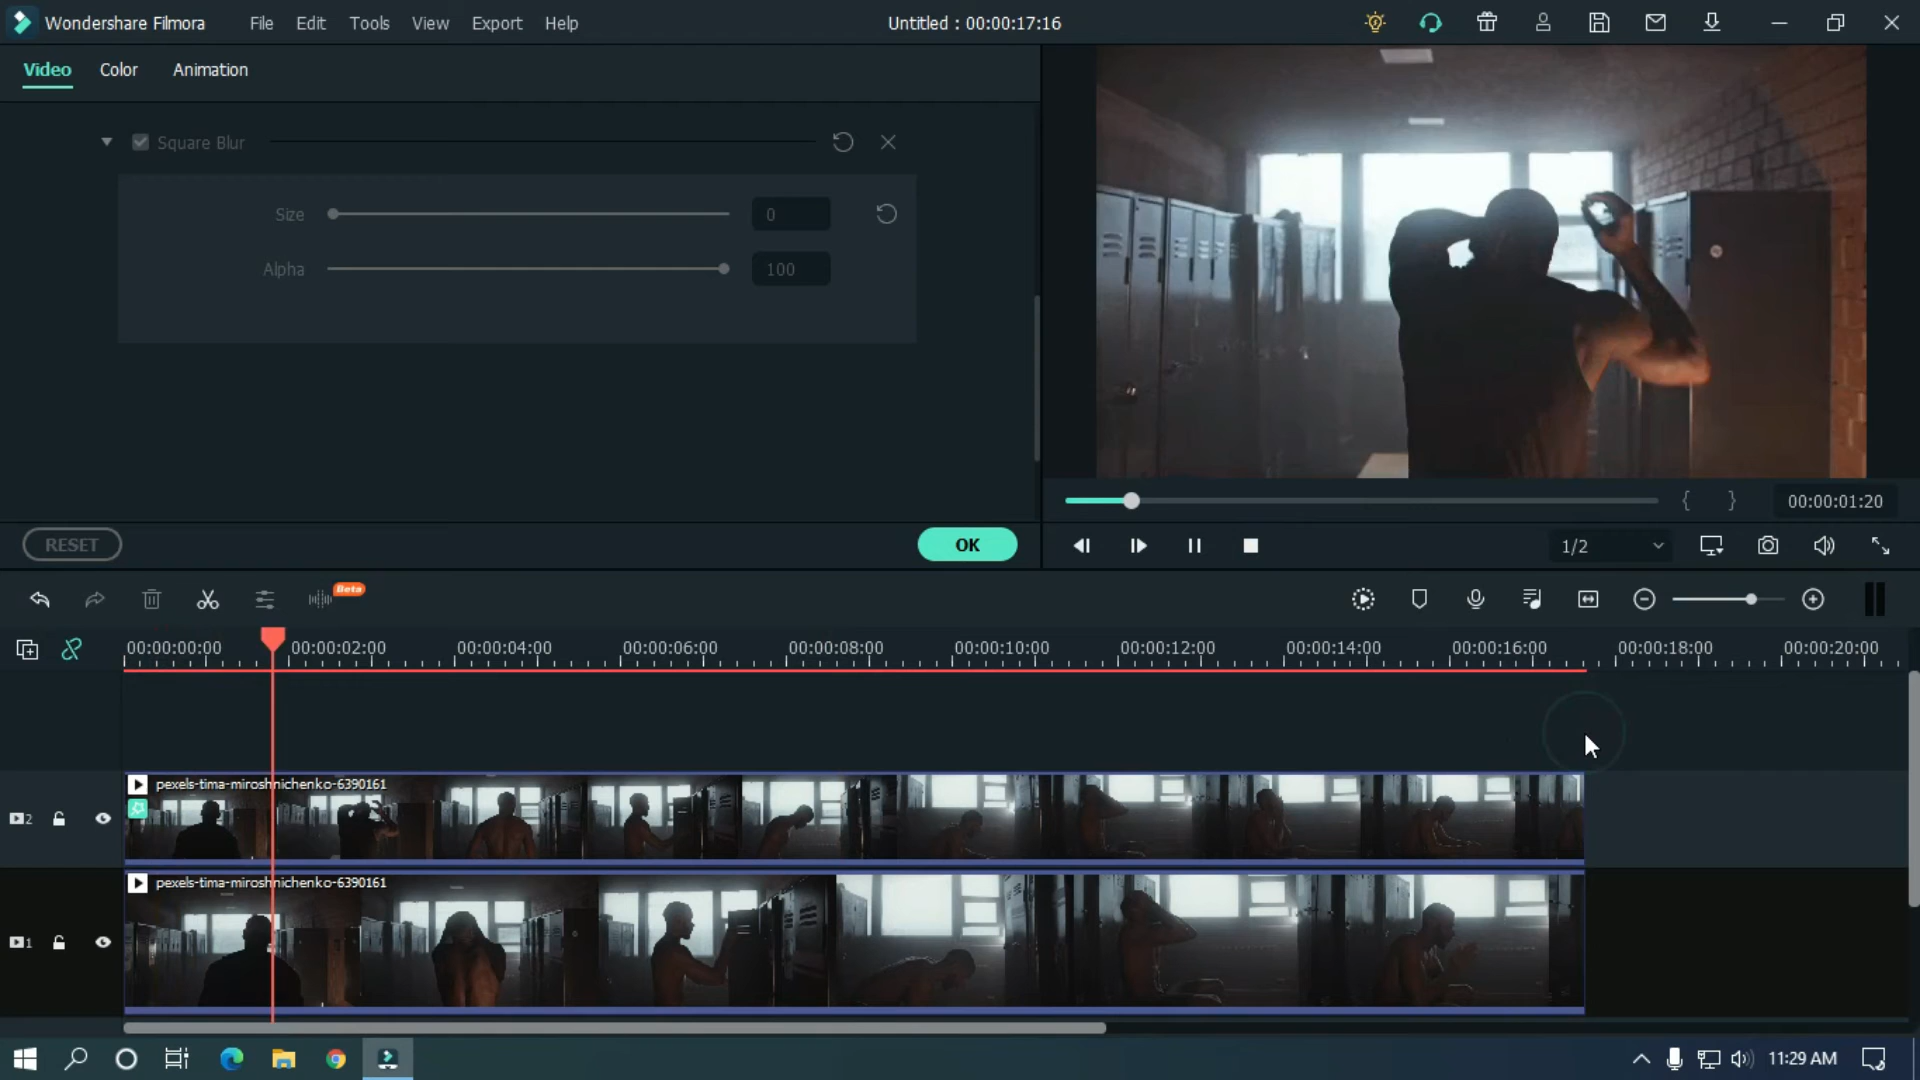 Wondershare Filmora File Edit Tools View Export Help Untitled : 00:00:17:16
Video Color Animation
Square Blur
Size 0
Alpha 100
RESET OK
{ } 00:00:01:20
1/2
Beta
00:00:00:00 00:00:02:00 00:00:04:00 00:00:06:00 00:00:08:00 00:00:10:00 00:00:12:00 00:00:14:00 00:00:16:00 00:00:18:00 00:00:20:00
pexels-tima-miroshnichenko-6390161
2
pexels-tima-miroshnichenko-6390161
1
11:29 AM